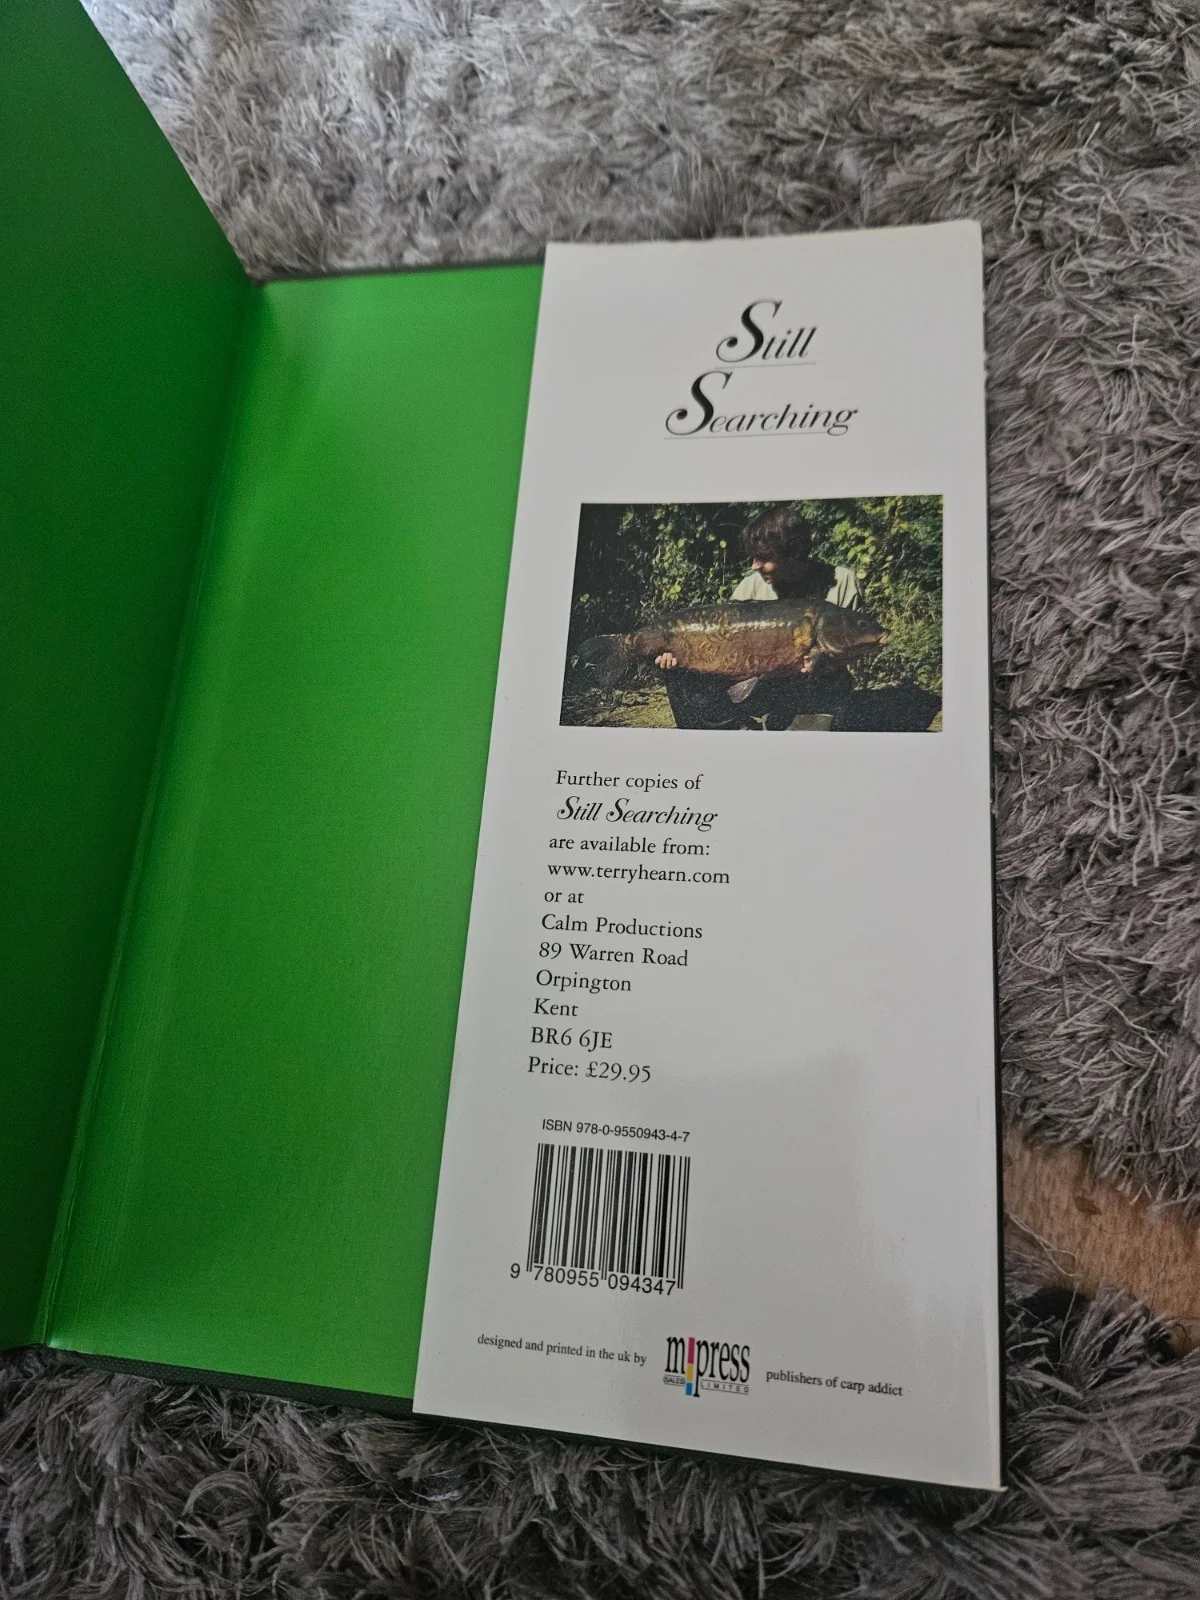 Still
Searching
Further copies of
Still Searching
are available from:
www.terryhearn.com
or at
Calm Productions
89 Warren Road
Orpington
Kent
BR6 6JE
Price: £29.95
ISBN 978-0-9550943-4-7
9 780955 094347
designed and printed in the uk by
mpress
SALES LIMITED
publishers of carp addict